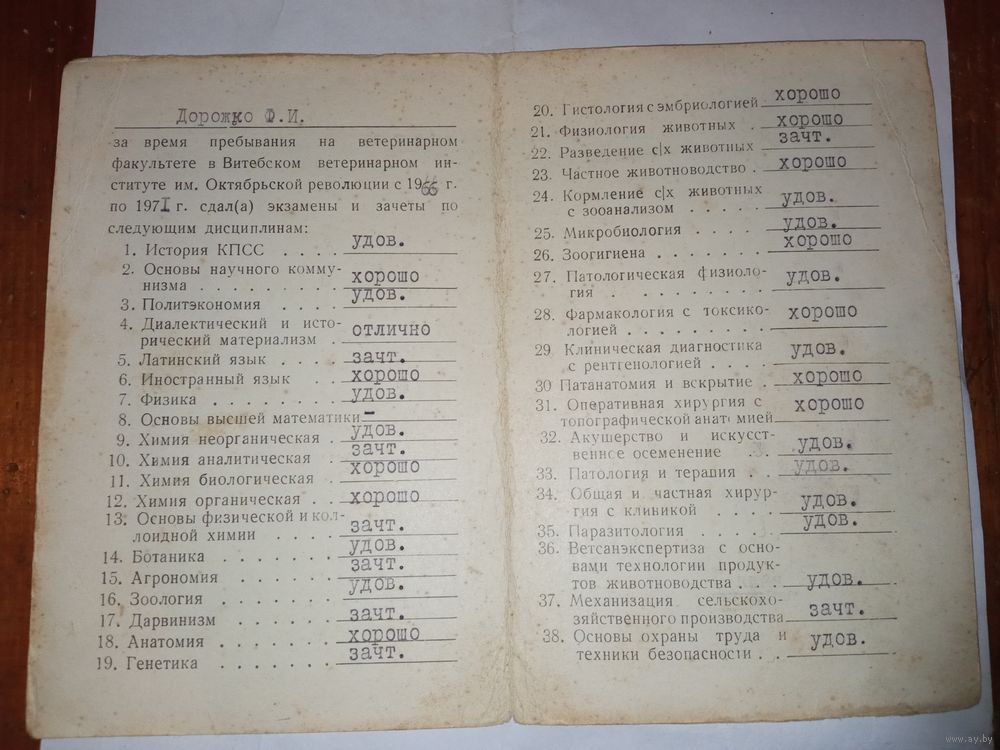 Дорожко Ф.И.
за время пребывания на ветеринарном
факультете в Витебском ветеринарном ин-
ституте им. Октябрьской революции с 1966 г.
по 1971 г. сдал(а) экзамены и зачеты по
следующим дисциплинам:
1. История КПСС . . . . удов.
2. Основы научного комму-
низма . . . . . . . . . хорошо
3. Политэкономия . . . . удов.
4. Диалектический и исто-
рический материализм . отлично
5. Латинский язык . . . . зачт.
6. Иностранный язык . . хорошо
7. Физика . . . . . . . . удов.
8. Основы высшей математики –
9. Химия неорганическая . удов.
10. Химия аналитическая . зачт.
11. Химия биологическая . хорошо
12. Химия органическая . . хорошо
13. Основы физической и кол-
лоидной химии . . . . зачт.
14. Ботаника . . . . . . . удов.
15. Агрономия . . . . . . зачт.
16. Зоология . . . . . . . удов.
17. Дарвинизм . . . . . . зачт.
18. Анатомия . . . . . . . хорошо
19. Генетика . . . . . . . зачт.
20. Гистология с эмбриологией хорошо
21. Физиология животных . хорошо
22. Разведение с|х животных зачт.
23. Частное животноводство . хорошо
24. Кормление с|х животных
с зооанализом . . . . . удов.
25. Микробиология . . . . удов.
26. Зоогигиена . . . . . . . хорошо
27. Патологическая физиоло-
гия . . . . . . . . . удов.
28. Фармакология с токсико-
логией . . . . . . . . . хорошо
29 Клиническая диагностика
с рентгенологией . . . . удов.
30 Патанатомия и вскрытие . хорошо
31. Оперативная хирургия с
топографической анатомией хорошо
32. Акушерство и искусст-
венное осеменение . . удов.
33. Патология и терапия . . удов.
34. Общая и частная хирур-
гия с клиникой . . . . удов.
35. Паразитология . . . . . удов.
36. Ветсанэкспертиза с осно-
вами технологии продук-
тов животноводства . . . удов.
37. Механизация сельскохо-
зяйственного производства зачт.
38. Основы охраны труда и
техники безопасности . . удов.
www.ay.by